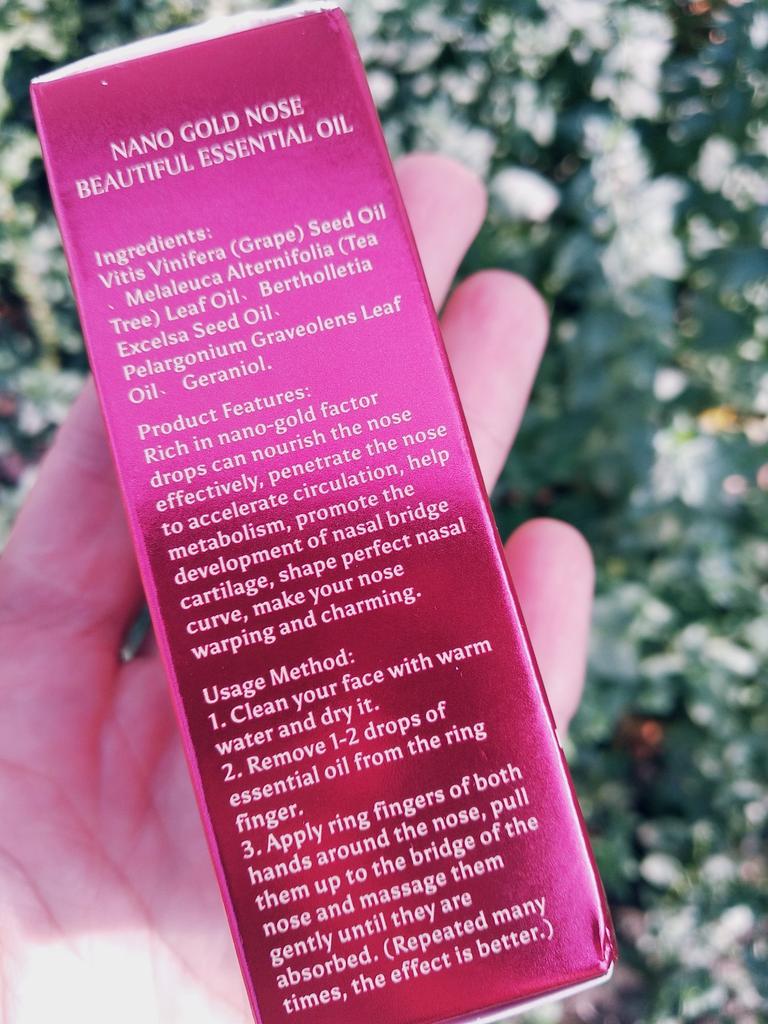 NANO GOLD NOSE
BEAUTIFUL ESSENTIAL OIL
Ingredients:
Vitis Vinifera (Grape) Seed Oil
、 Melaleuca Alternifolia (Tea
Tree) Leaf Oil、 Bertholletia
Excelsa Seed Oil、
Pelargonium Graveolens Leaf
Oil、 Geraniol.
Product Features:
Rich in nano-gold factor
drops can nourish the nose
effectively, penetrate the nose
to accelerate circulation, help
metabolism, promote the
development of nasal bridge
cartilage, shape perfect nasal
curve, make your nose
warping and charming.
Usage Method:
1. Clean your face with warm
water and dry it.
2. Remove 1-2 drops of
essential oil from the ring
finger.
3. Apply ring fingers of both
hands around the nose, pull
them up to the bridge of the
nose and massage them
gently until they are
absorbed. (Repeated many
times, the effect is better.)